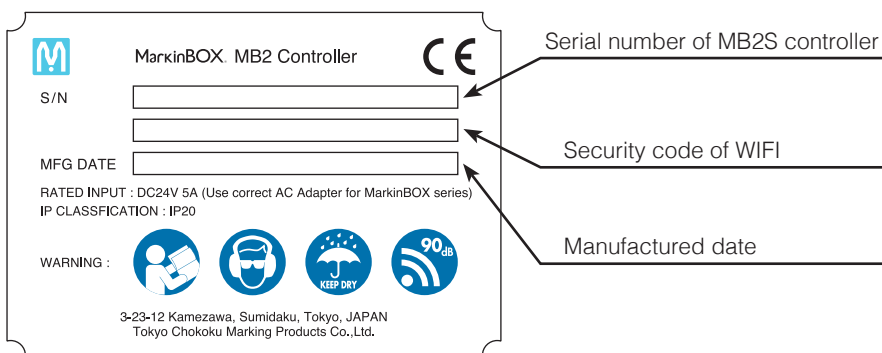 MarkinBOX. MB2 Controller CE
Serial number of MB2S controller
S/N
Security code of WIFI
MFG DATE
RATED INPUT : DC24V 5A (Use correct AC Adapter for MarkinBOX series)
IP CLASSFICATION : IP20
Manufactured date
WARNING :
KEEP DRY
90dB
3-23-12 Kamezawa, Sumidaku, Tokyo, JAPAN
Tokyo Chokoku Marking Products Co.,Ltd.